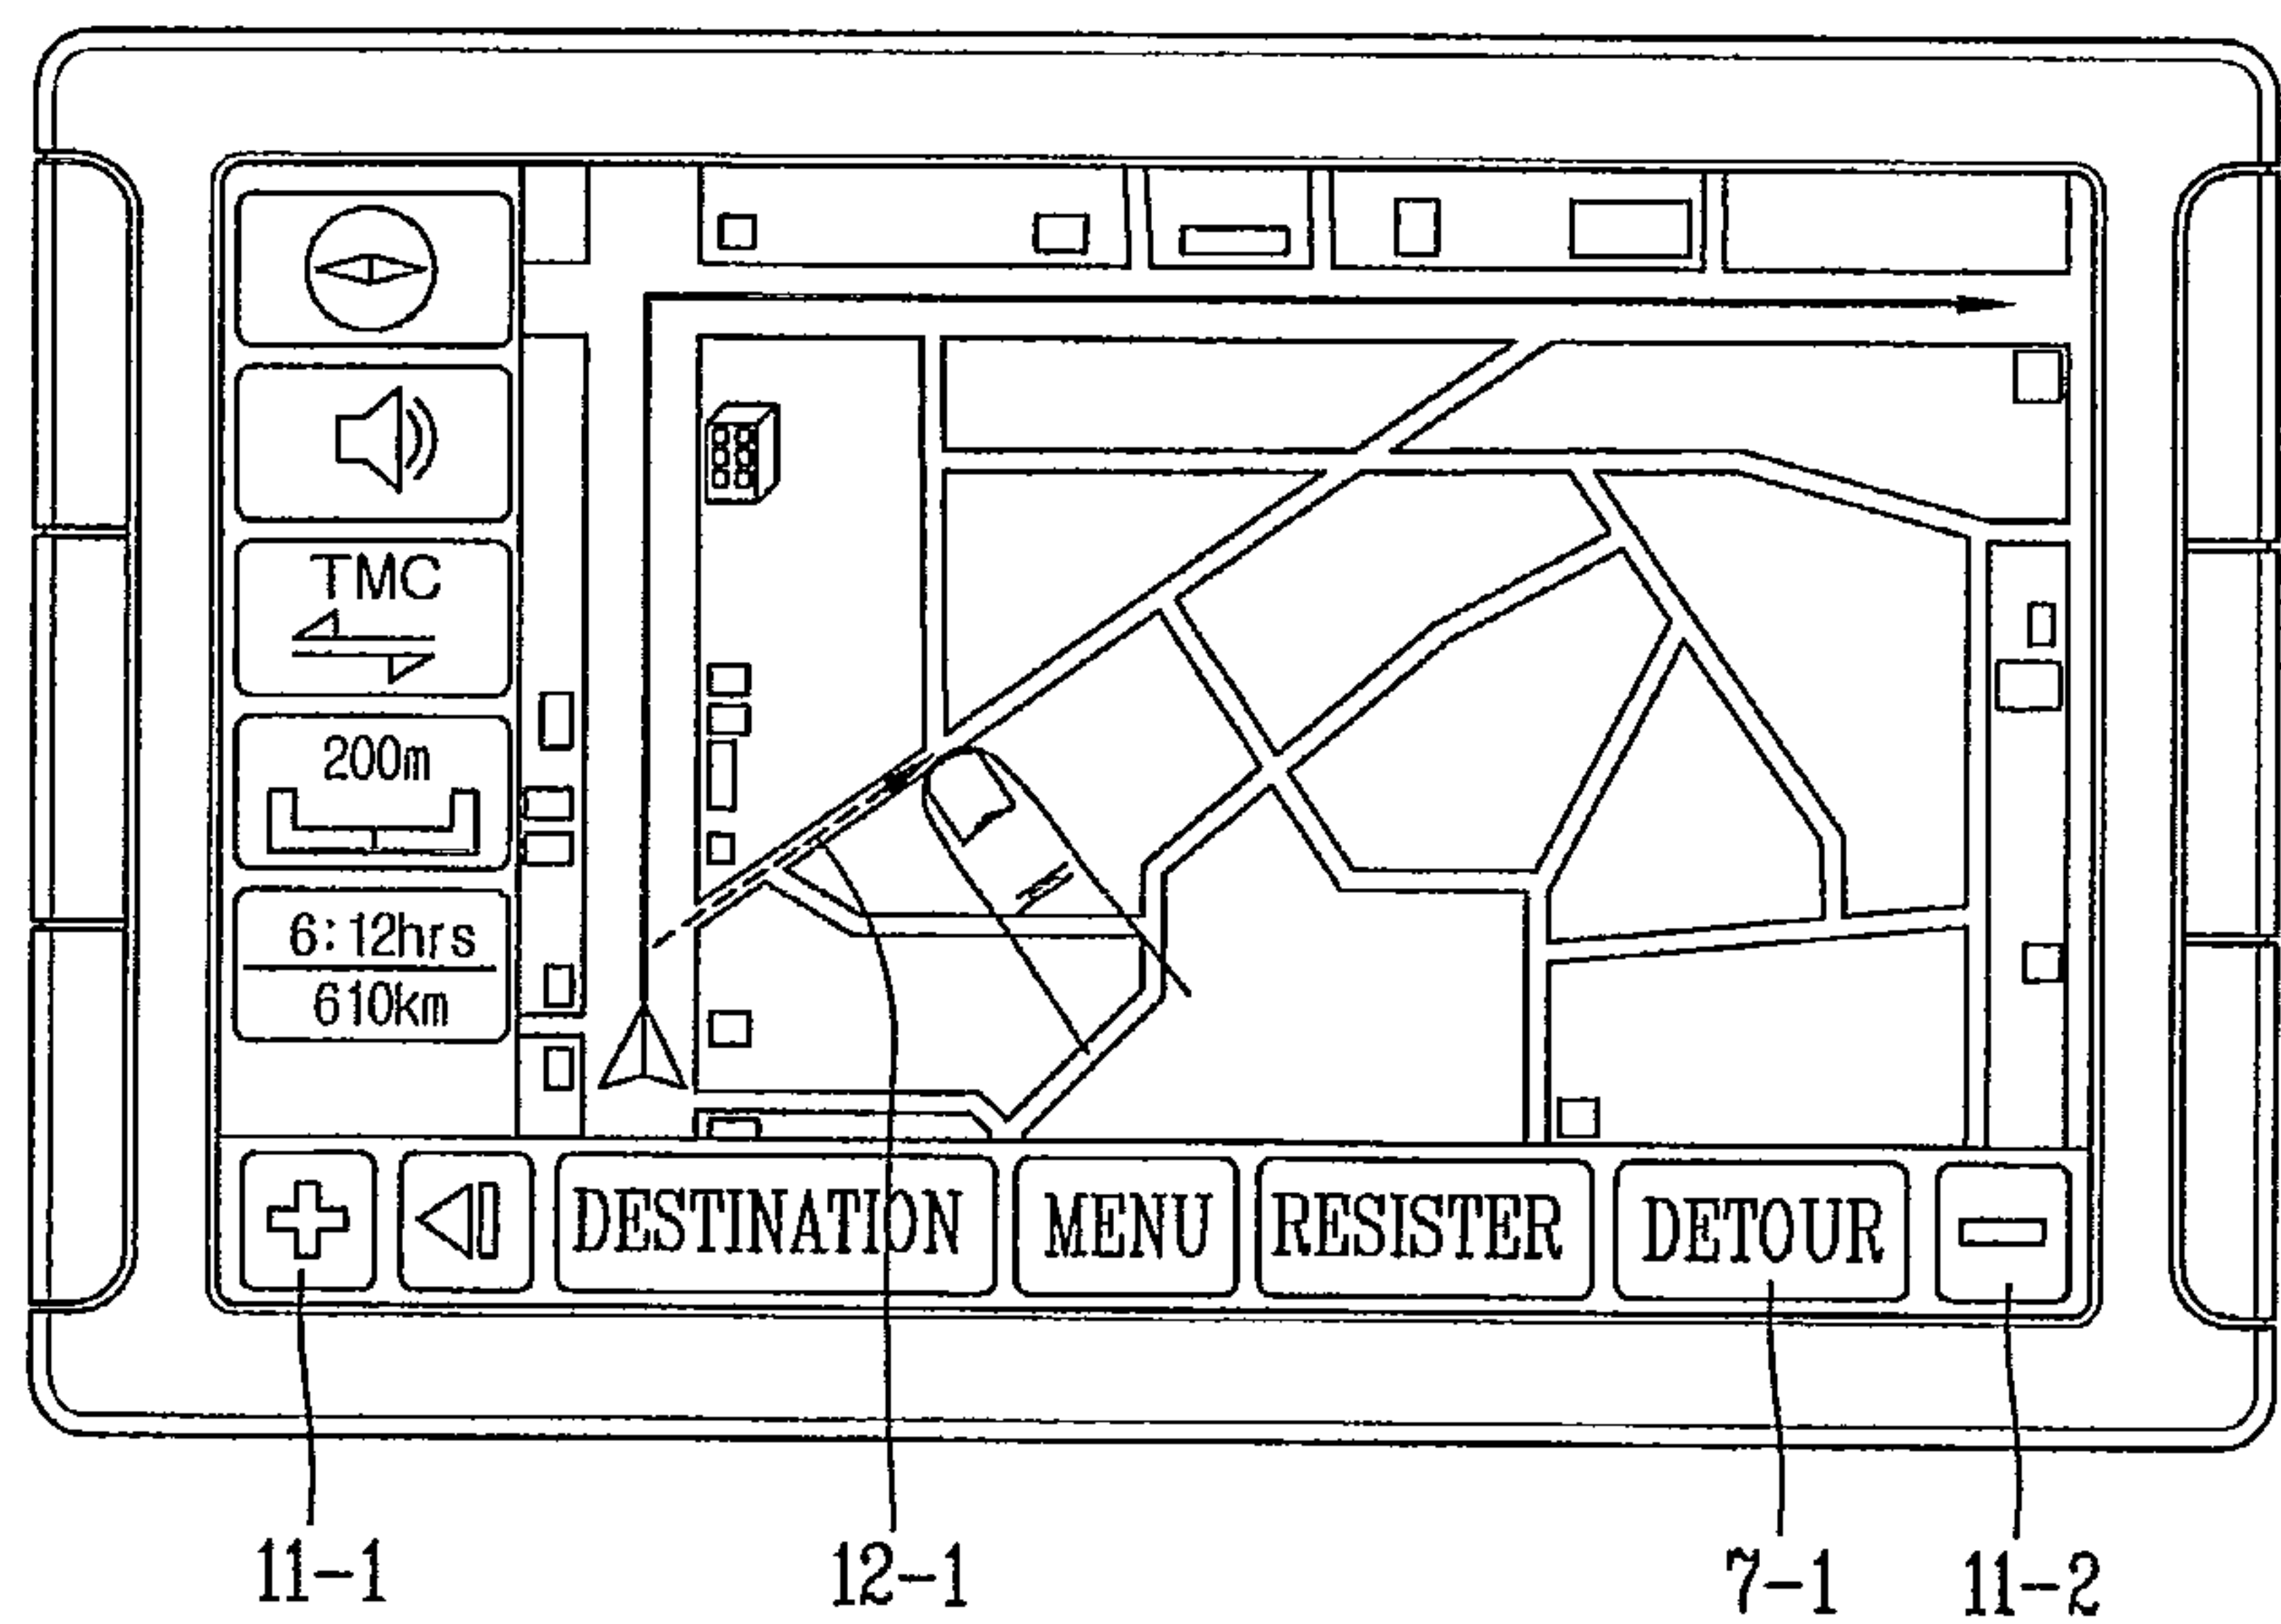 TMC
200m
6:12hrs
610km
DESTINATION
MENU
RESISTER
DETOUR
11-1
12-1
7-1
11-2